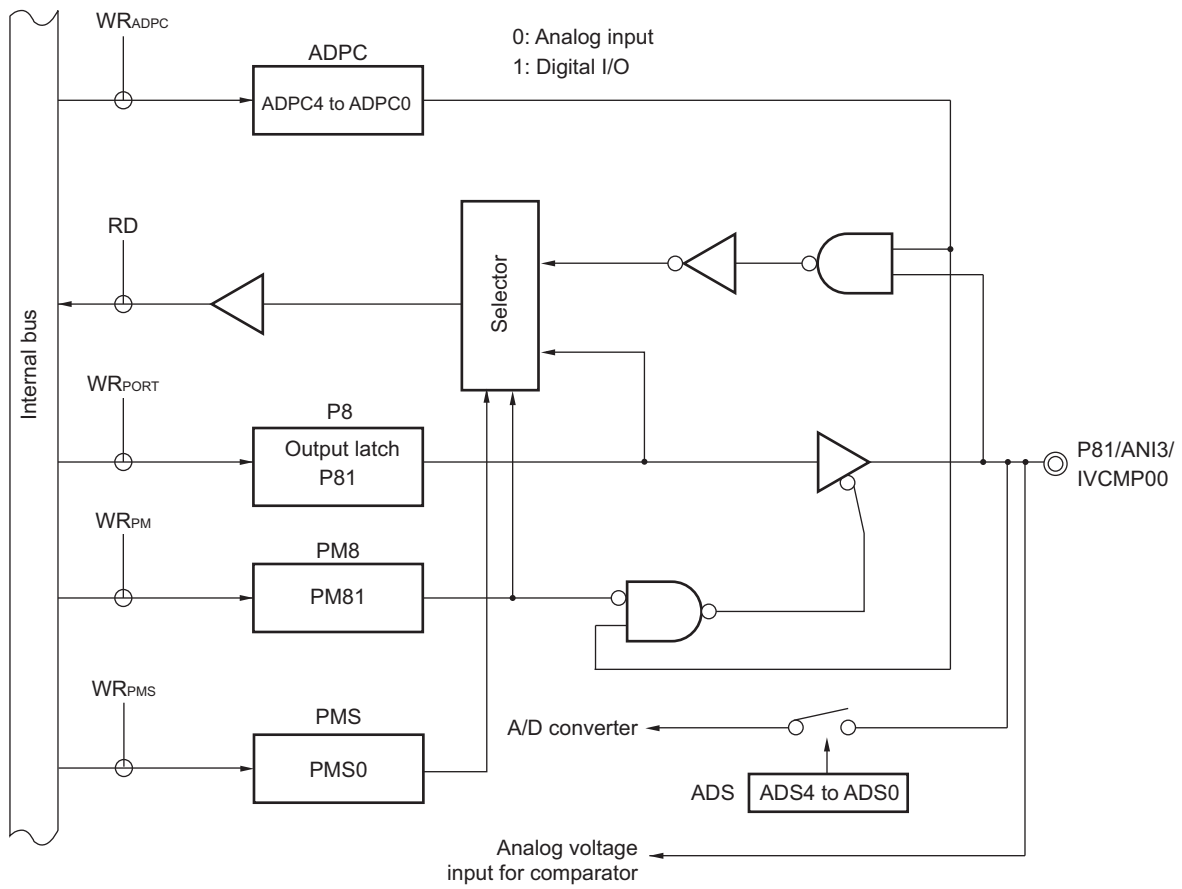 WRADPC
0: Analog input
1: Digital I/O
ADPC
ADPC4 to ADPC0
RD
Selector
Internal bus
WRPORT
P8
Output latch
P81
P81/ANI3/
IVCMP00
WRPM
PM8
PM81
WRPMS
PMS
PMS0
A/D converter
ADS
ADS4 to ADS0
Analog voltage
input for comparator